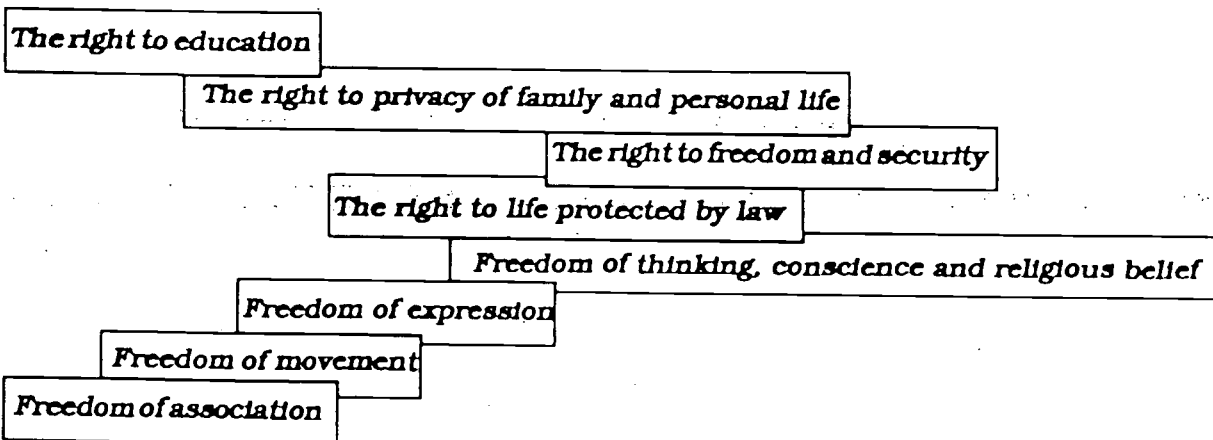 The right to education
The right to privacy of family and personal life
The right to freedom and security
The right to life protected by law
Freedom of thinking, conscience and religious belief
Freedom of expression
Freedom of movement
Freedom of association